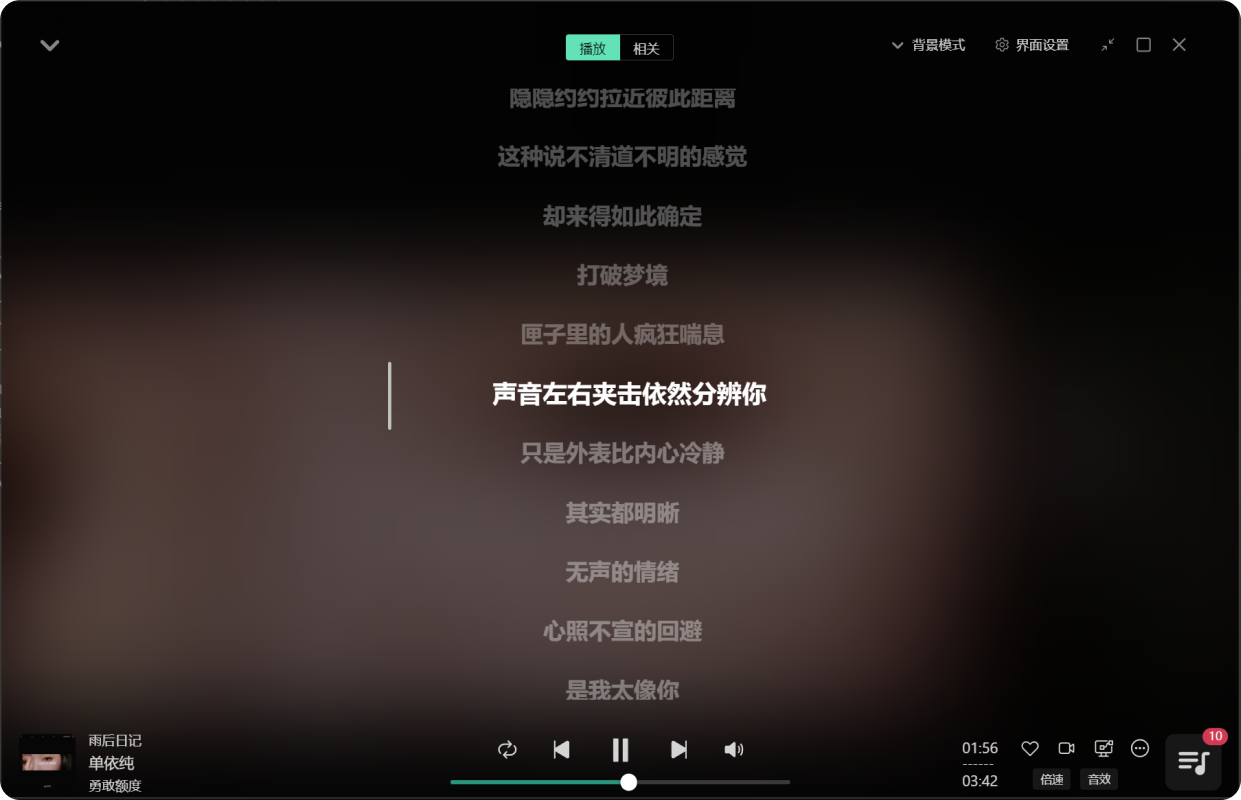 播放 相关
背景模式 界面设置
隐隐约约拉近彼此距离
这种说不清道不明的感觉
却来得如此确定
打破梦境
匣子里的人疯狂喘息
声音左右夹击依然分辨你
只是外表比内心冷静
其实都明晰
无声的情绪
心照不宣的回避
是我太像你
雨后日记
单依纯
勇敢额度
01:56
03:42
倍速 音效
10